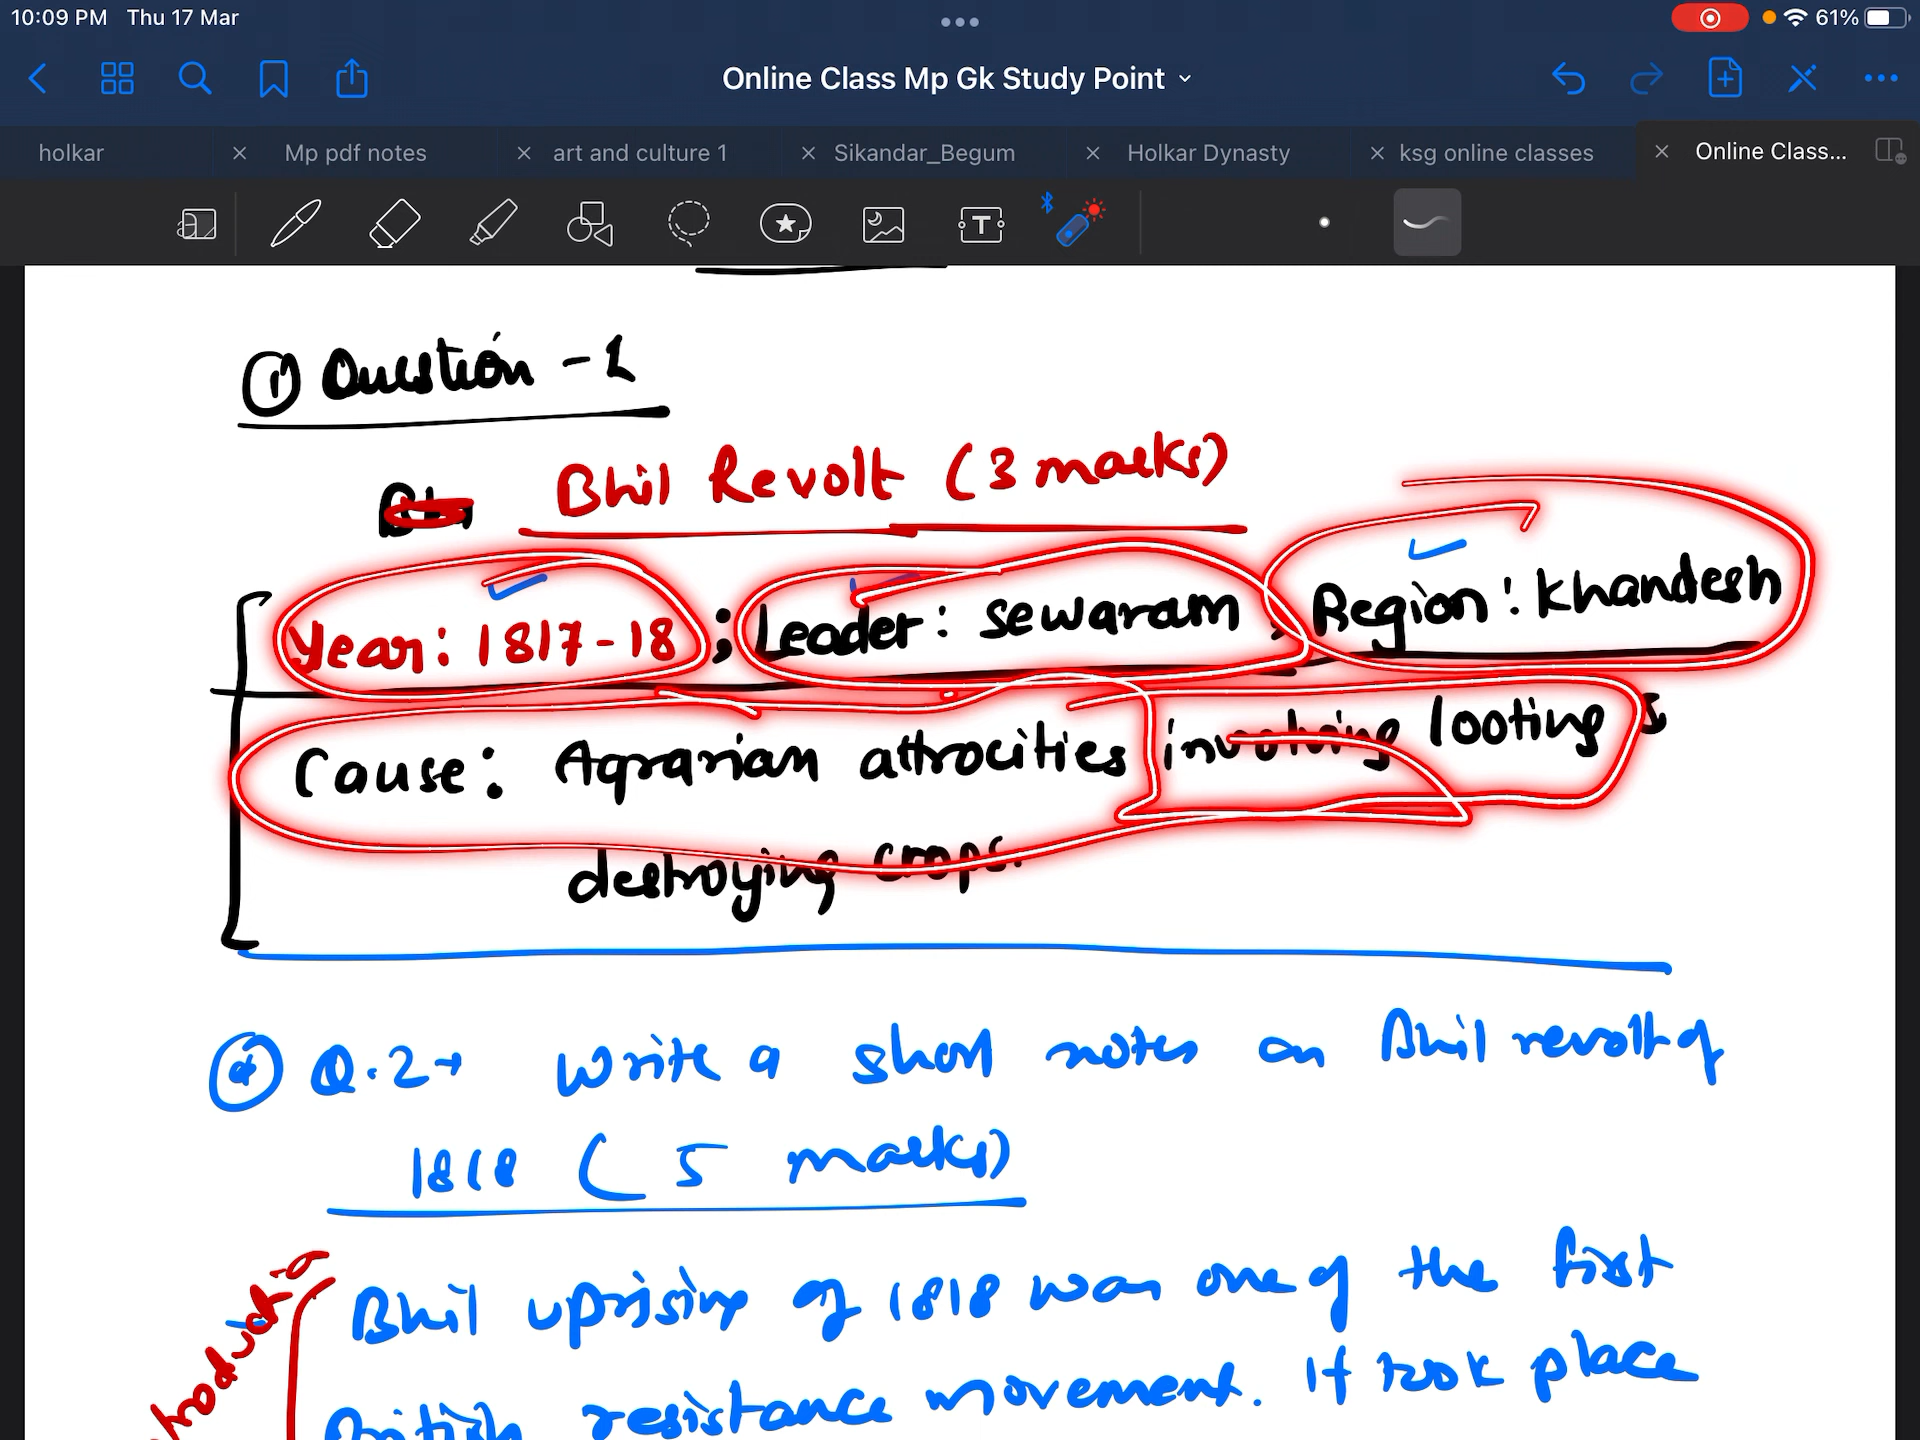 10:09 PM Thu 17 Mar 61%
Online Class Mp Gk Study Point
holkar Mp pdf notes art and culture 1 Sikandar_Begum Holkar Dynasty ksg online classes Online Class...
① Question - 1
Bhil Revolt (3 marks)
Year: 1817-18 ; Leader: Sewaram ; Region: Khandesh
Cause: Agrarian attrocities involving looting &
destroying crops.
Q.2→ Write a short notes on Bhil revolt of
1818 (5 marks)
Bhil uprising of 1818 was one of the first
British resistance movement. It took place